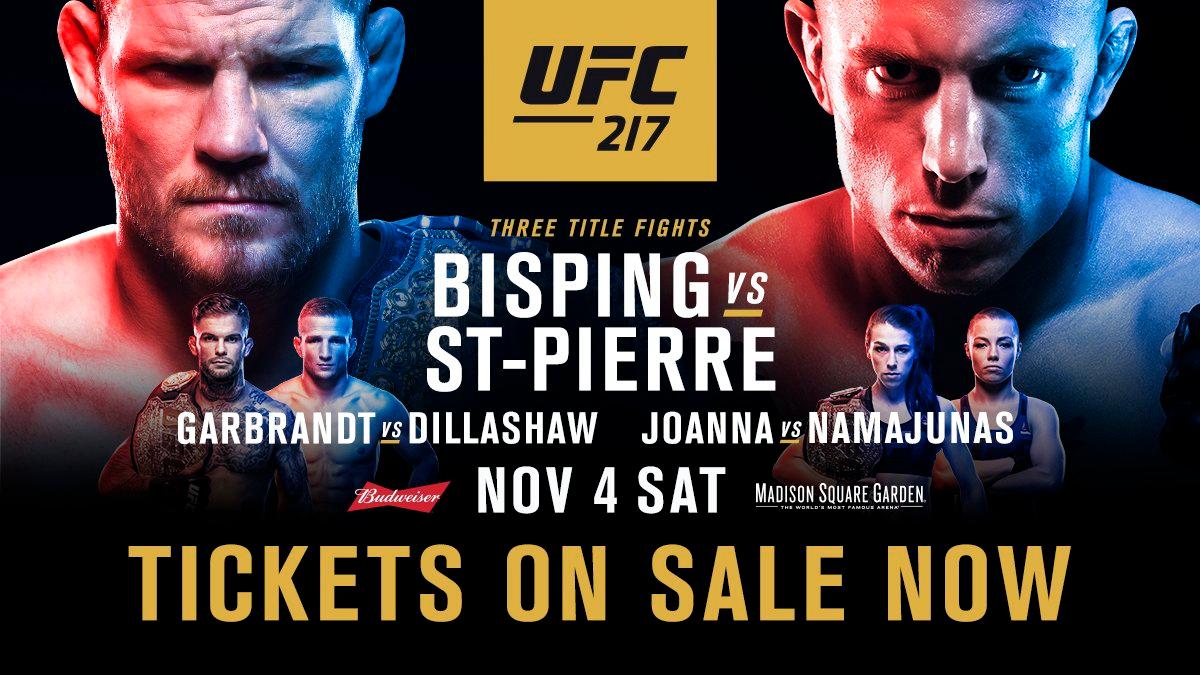 UFC
217
THREE TITLE FIGHTS
BISPING VS
ST-PIERRE
GARBRANDT VS DILLASHAW
JOANNA VS NAMAJUNAS
Budweiser
NOV 4 SAT
MADISON SQUARE GARDEN
THE WORLD'S MOST FAMOUS ARENA
TICKETS ON SALE NOW